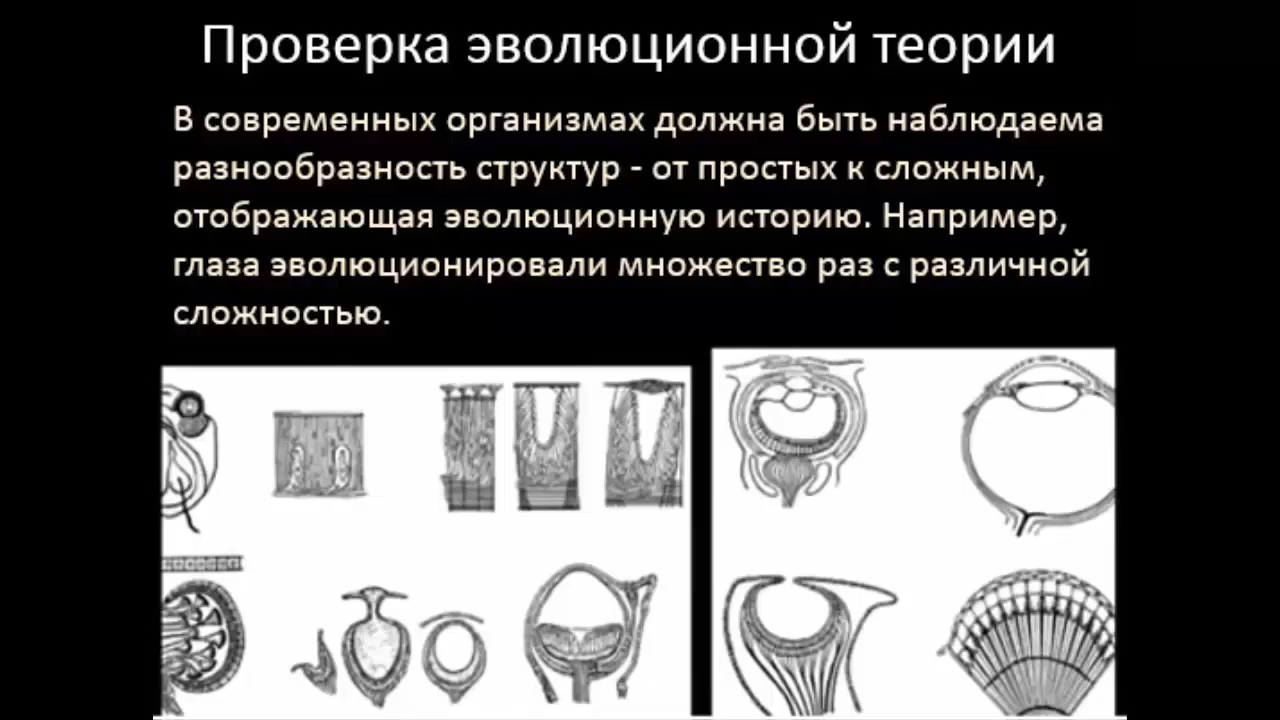 Проверка эволюционной теории
В современных организмах должна быть наблюдаема
разнообразность структур - от простых к сложным,
отображающая эволюционную историю. Например,
глаза эволюционировали множество раз с различной
сложностью.